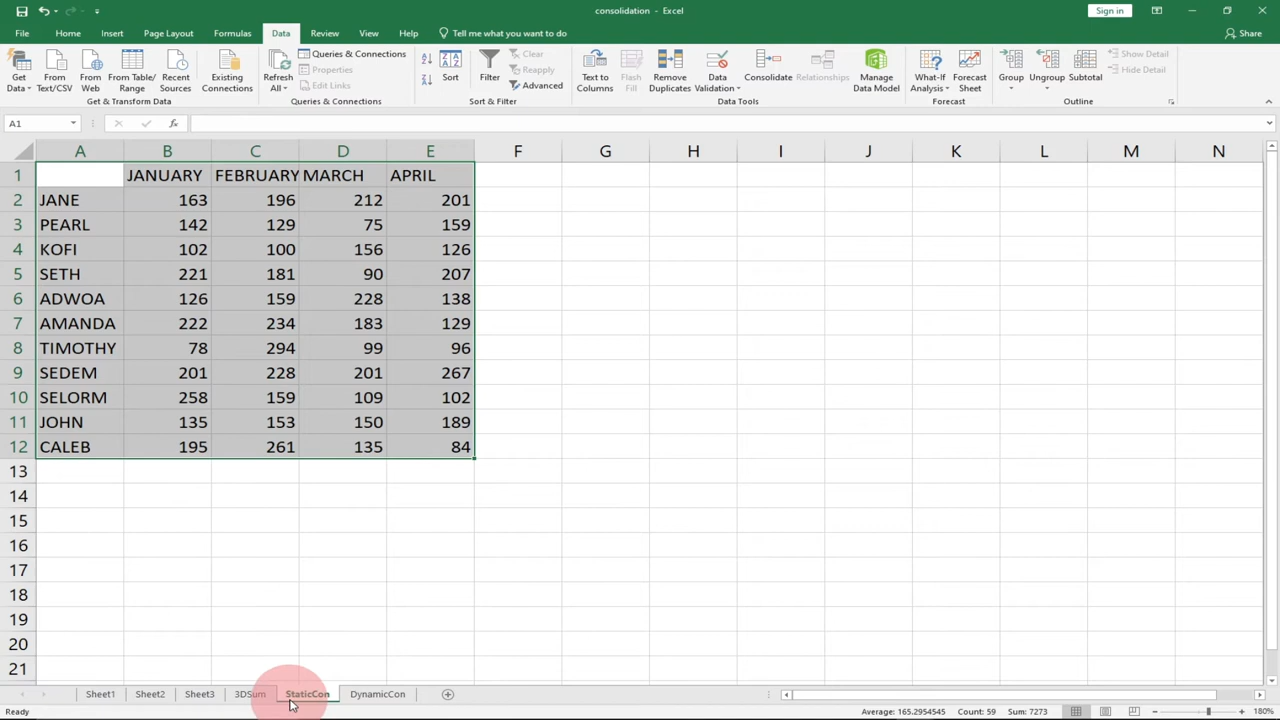 consolidation - Excel
Sign in
File Home Insert Page Layout Formulas Data Review View Help Tell me what you want to do Share
Get Data
From Text/CSV
From Web
From Table/ Range
Recent Sources
Existing Connections
Get & Transform Data
Refresh All
Queries & Connections
Properties
Edit Links
Queries & Connections
Sort
Filter
Clear
Reapply
Advanced
Sort & Filter
Text to Columns
Flash Fill
Remove Duplicates
Data Validation
Consolidate
Relationships
Manage Data Model
Data Tools
What-If Analysis
Forecast Sheet
Forecast
Group
Ungroup
Subtotal
Show Detail
Hide Detail
Outline
A1 fx
A B C D E F G H I J K L M N
1 JANUARY FEBRUARY MARCH APRIL
2 JANE 163 196 212 201
3 PEARL 142 129 75 159
4 KOFI 102 100 156 126
5 SETH 221 181 90 207
6 ADWOA 126 159 228 138
7 AMANDA 222 234 183 129
8 TIMOTHY 78 294 99 96
9 SEDEM 201 228 201 267
10 SELORM 258 159 109 102
11 JOHN 135 153 150 189
12 CALEB 195 261 135 84
13
14
15
16
17
18
19
20
21
Sheet1 Sheet2 Sheet3 3DSum StaticCon DynamicCon
Ready Average: 165.2954545 Count: 59 Sum: 7273 180%